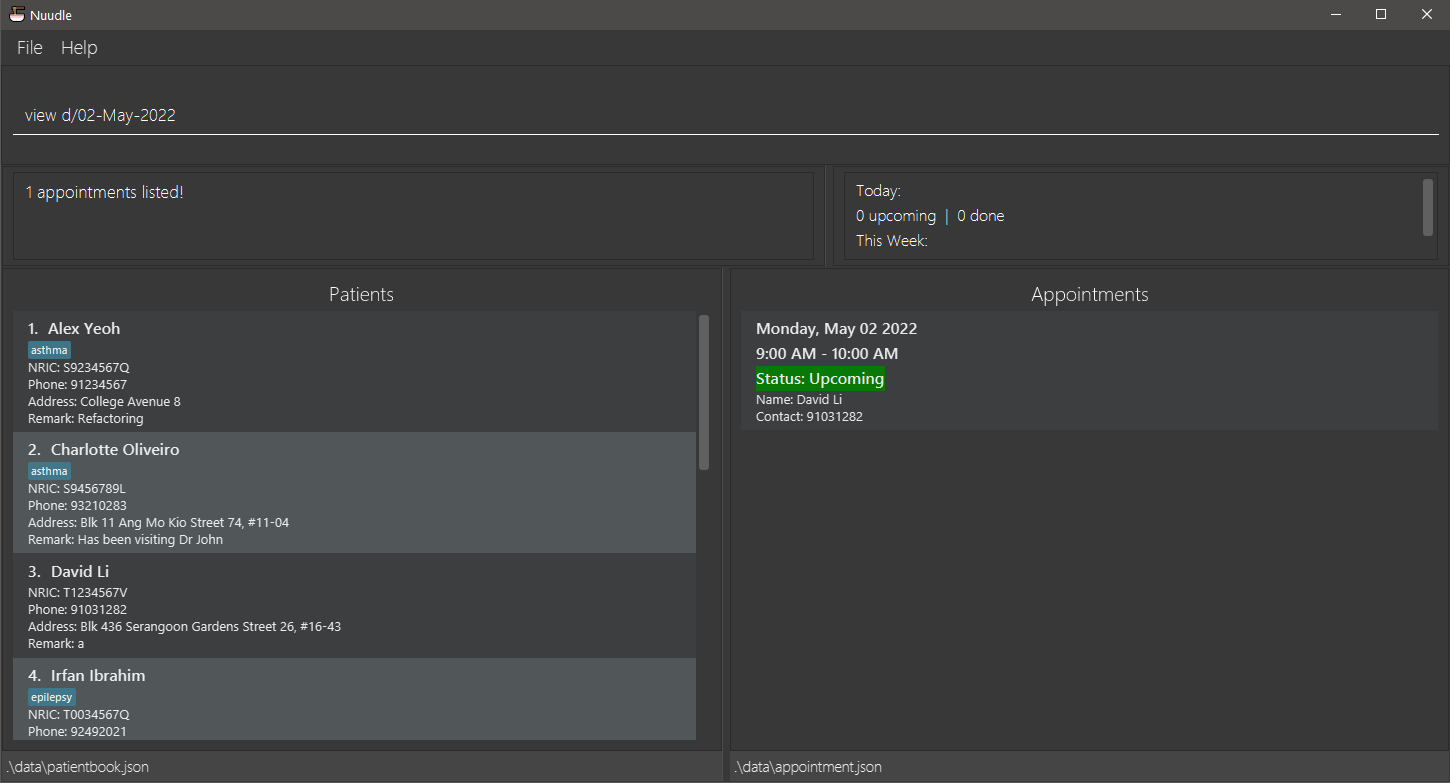 Nuudle
File Help
view d/02-May-2022
1 appointments listed!
Today:
0 upcoming | 0 done
This Week:
Patients
1. Alex Yeoh
asthma
NRIC: S9234567Q
Phone: 91234567
Address: College Avenue 8
Remark: Refactoring
2. Charlotte Oliveiro
asthma
NRIC: S9456789L
Phone: 93210283
Address: Blk 11 Ang Mo Kio Street 74, #11-04
Remark: Has been visiting Dr John
3. David Li
NRIC: T1234567V
Phone: 91031282
Address: Blk 436 Serangoon Gardens Street 26, #16-43
Remark: a
4. Irfan Ibrahim
epilepsy
NRIC: T0034567Q
Phone: 92492021
Appointments
Monday, May 02 2022
9:00 AM - 10:00 AM
Status: Upcoming
Name: David Li
Contact: 91031282
.\data\patientbook.json
.\data\appointment.json